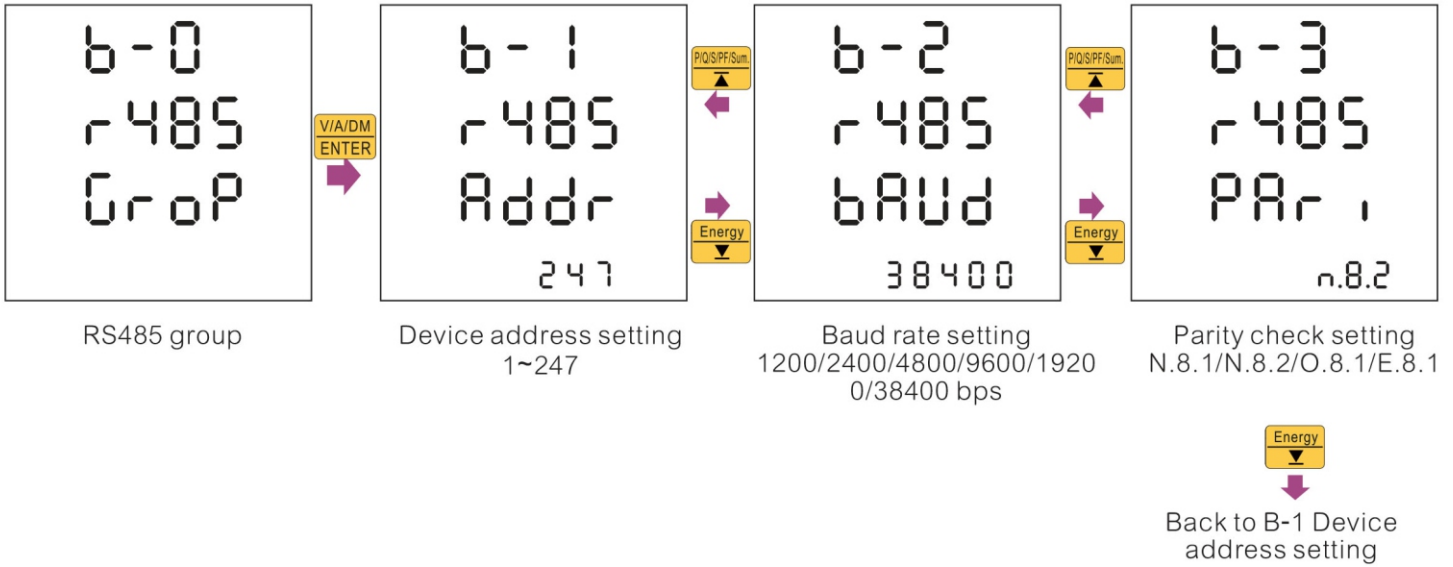 b-0
r485
GroP
RS485 group
V/A/DM
ENTER
b-1
r485
Addr
247
Device address setting
1~247
P/Q/S/PF/Sum.
Energy
b-2
r485
bAUd
38400
Baud rate setting
1200/2400/4800/9600/1920
0/38400 bps
P/Q/S/PF/Sum.
Energy
b-3
r485
PAri
n.8.2
Parity check setting
N.8.1/N.8.2/O.8.1/E.8.1
Energy
Back to B-1 Device
address setting